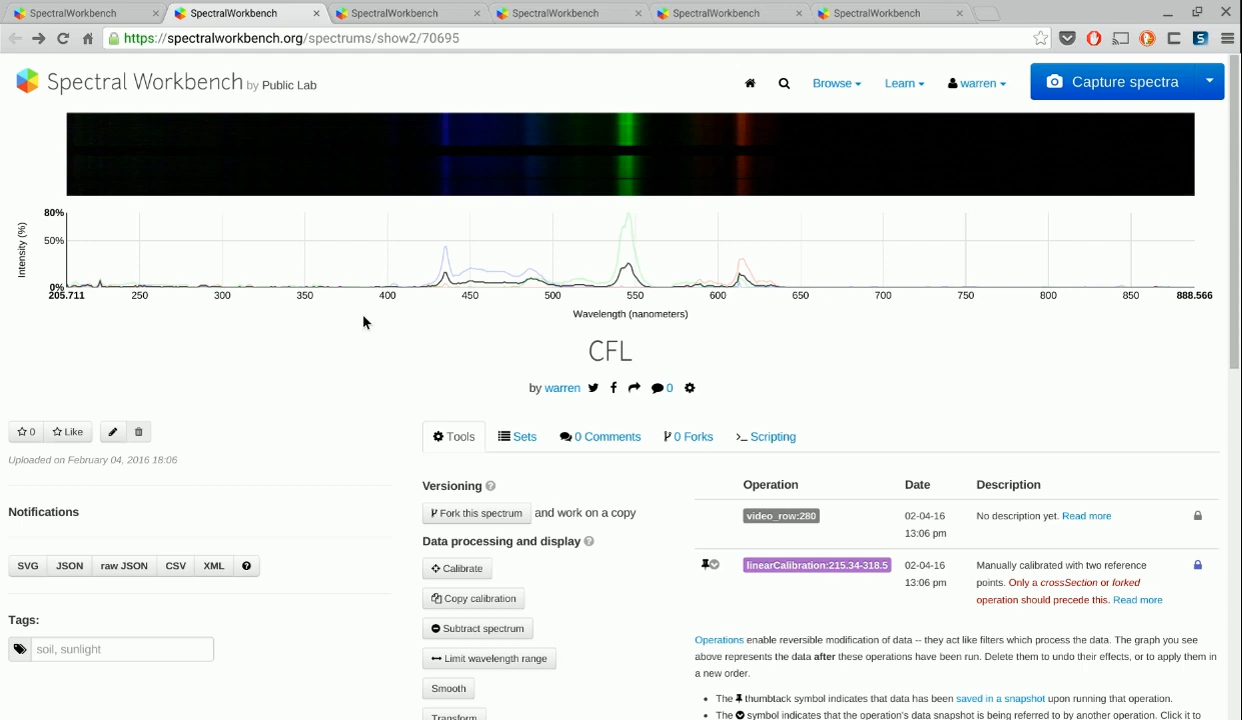 SpectralWorkbench × SpectralWorkbench × SpectralWorkbench × SpectralWorkbench × SpectralWorkbench × SpectralWorkbench ×
https://spectralworkbench.org/spectrums/show2/70695
Spectral Workbench by Public Lab
Browse Learn warren Capture spectra
80%
50%
0%
Intensity (%)
205.711 250 300 350 400 450 500 550 600 650 700 750 800 850 888.566
Wavelength (nanometers)
CFL
by warren 0
0 Like
Tools Sets 0 Comments 0 Forks >_ Scripting
Uploaded on February 04, 2016 18:06
Notifications
SVG JSON raw JSON CSV XML ?
Tags:
soil, sunlight
Versioning ?
Fork this spectrum and work on a copy
Data processing and display ?
Calibrate
Copy calibration
Subtract spectrum
Limit wavelength range
Smooth
Transform
Operation Date Description
video_row:280 02-04-16 13:06 pm No description yet. Read more
linearCalibration:215.34-318.5 02-04-16 13:06 pm Manually calibrated with two reference
points. Only a crossSection or forked
operation should precede this. Read more
Operations enable reversible modification of data -- they act like filters which process the data. The graph you see
above represents the data after these operations have been run. Delete them to undo their effects, or to apply them in
a new order.
• The thumbtack symbol indicates that data has been saved in a snapshot upon running that operation.
• The symbol indicates that the operation's data snapshot is being referred to by another operation. Click it to